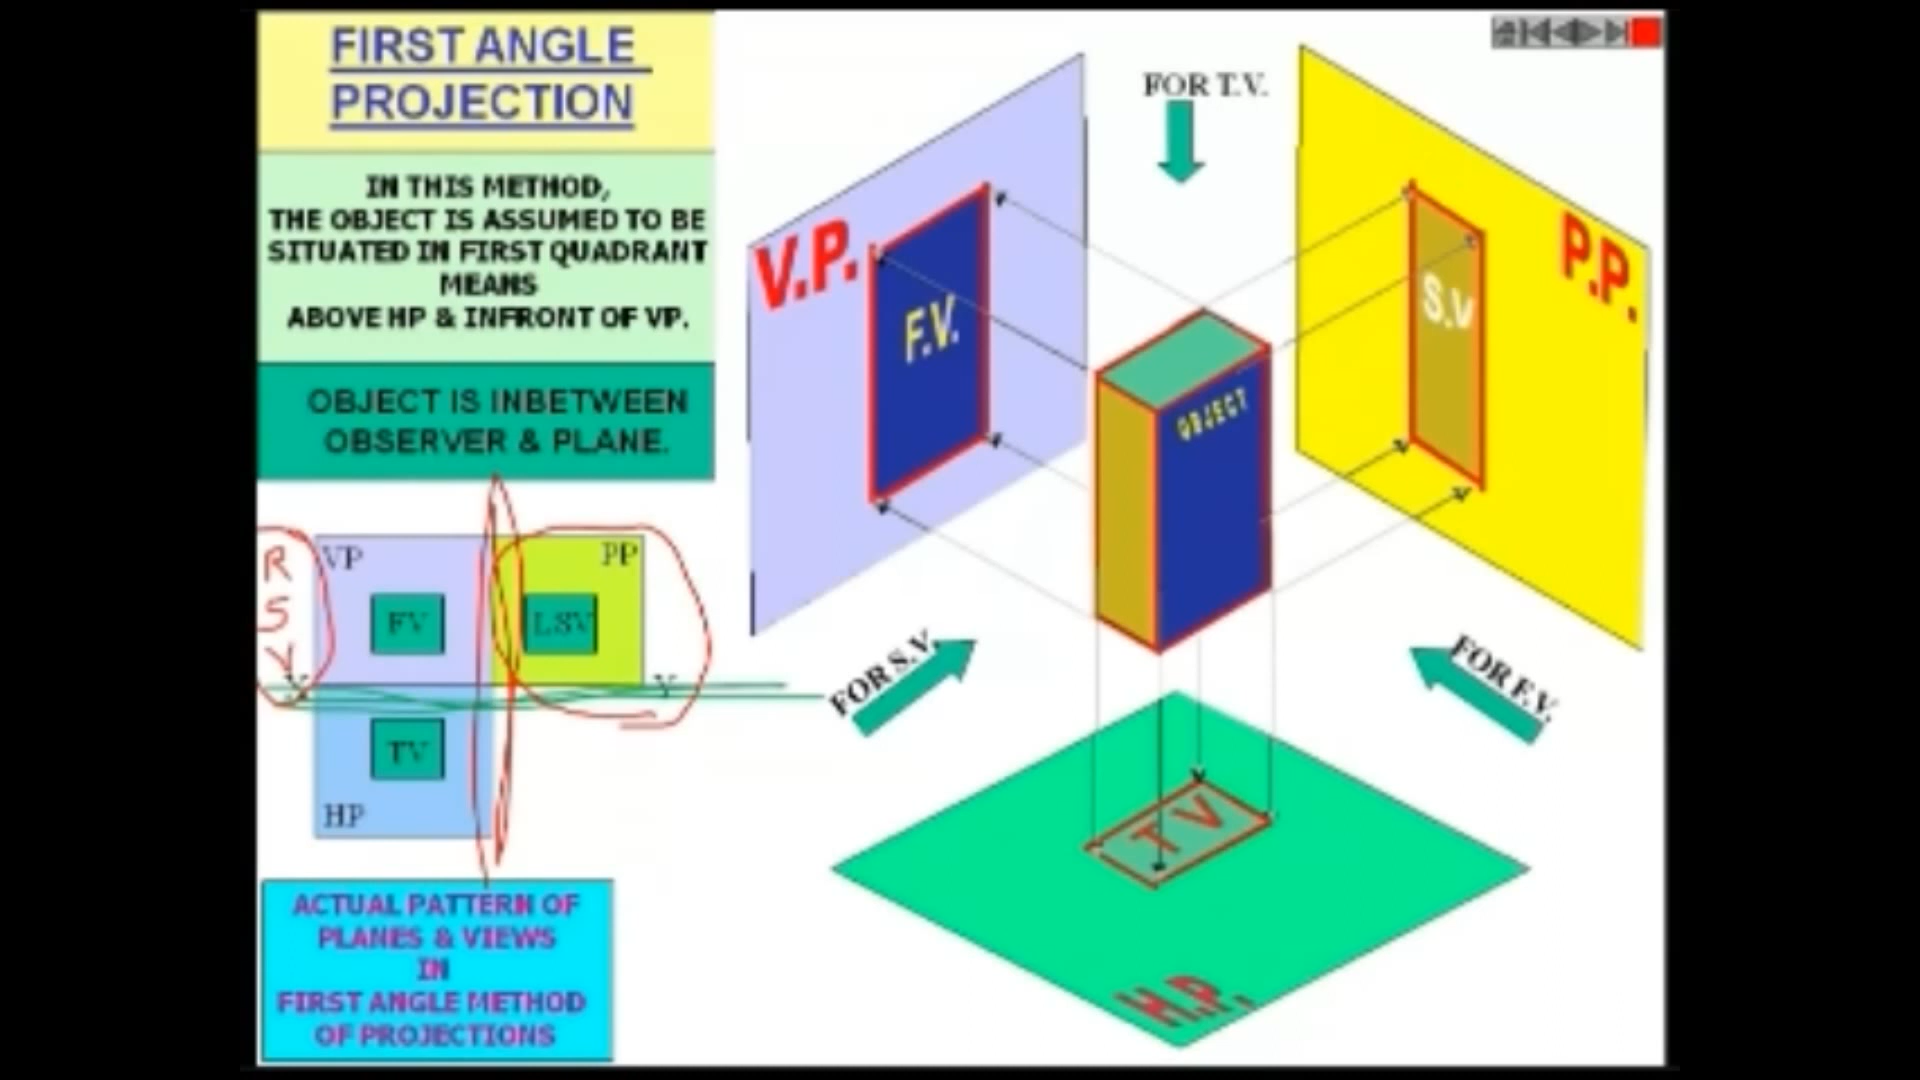 FIRST ANGLE
PROJECTION
IN THIS METHOD,
THE OBJECT IS ASSUMED TO BE
SITUATED IN FIRST QUADRANT
MEANS
ABOVE HP & INFRONT OF VP.
OBJECT IS INBETWEEN
OBSERVER & PLANE.
R
S
V
VP
PP
FV
LSV
X
Y
TV
HP
ACTUAL PATTERN OF
PLANES & VIEWS
IN
FIRST ANGLE METHOD
OF PROJECTIONS
FOR T.V.
V.P.
F.V.
OBJECT
S.V
P.P.
FOR S.V.
FOR F.V.
T V
H.P.